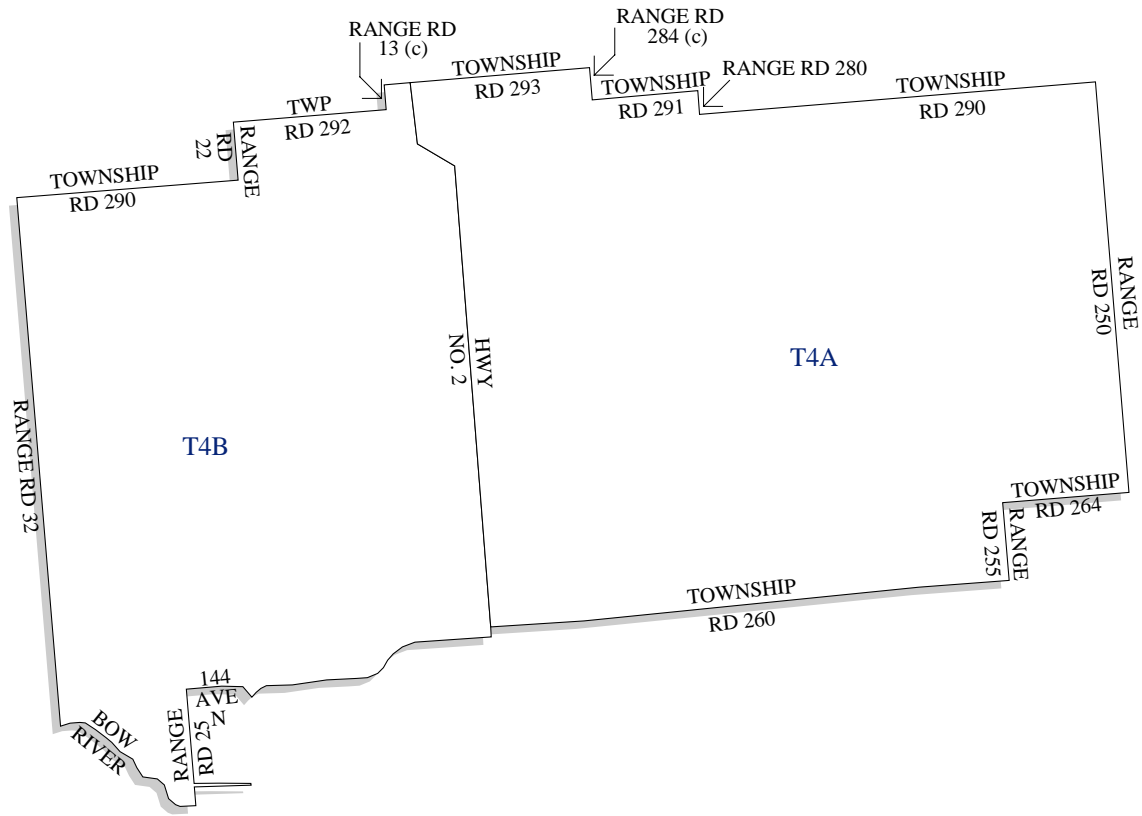 RANGE RD
13 (c)
RANGE RD
284 (c)
TOWNSHIP
RD 293
TOWNSHIP
RD 291
RANGE RD 280
TOWNSHIP
RD 290
TWP
RD 292
RANGE
RD
22
TOWNSHIP
RD 290
RANGE
RD 250
HWY
NO. 2
T4A
T4B
RANGE RD 32
TOWNSHIP
RD 264
RANGE
RD 255
TOWNSHIP
RD 260
144
AVE
N
RANGE
RD 25
BOW
RIVER